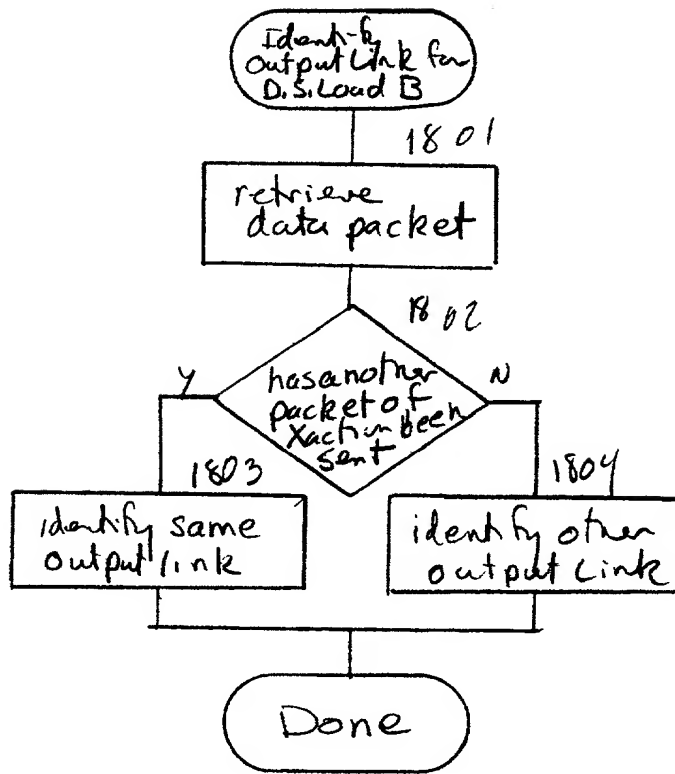 Identify
Output Link for
D.S. Load B
1801
retrieve
data packet
1802
has another
packet of
Xaction been
sent
Y
N
1803
identify same
output link
1804
identify other
output Link
Done